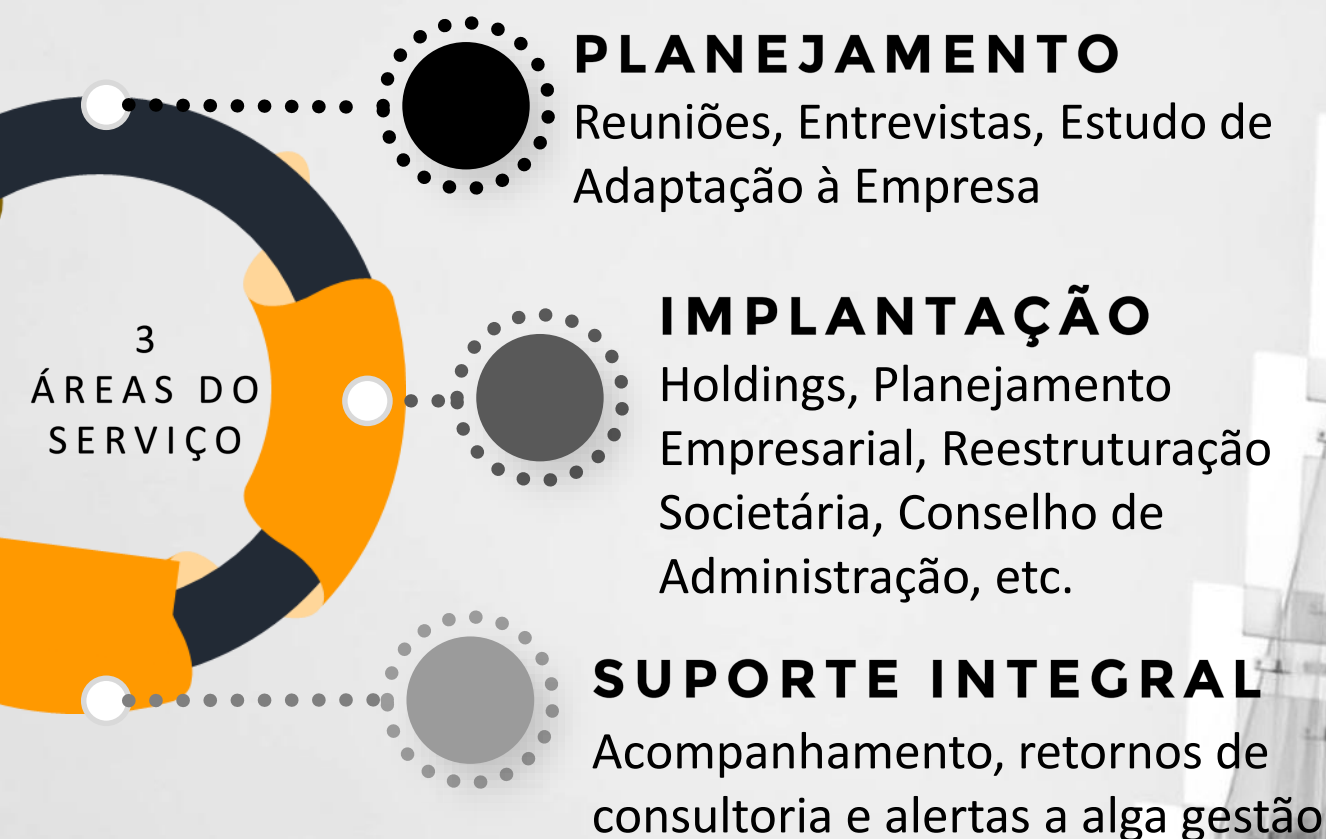 3
ÁREAS DO
SERVIÇO
PLANEJAMENTO
Reuniões, Entrevistas, Estudo de
Adaptação à Empresa
IMPLANTAÇÃO
Holdings, Planejamento
Empresarial, Reestruturação
Societária, Conselho de
Administração, etc.
SUPORTE INTEGRAL
Acompanhamento, retornos de
consultoria e alertas a alga gestão